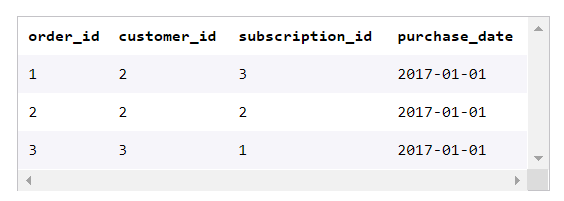 order_id customer_id subscription_id purchase_date
1 2 3 2017-01-01
2 2 2 2017-01-01
3 3 1 2017-01-01